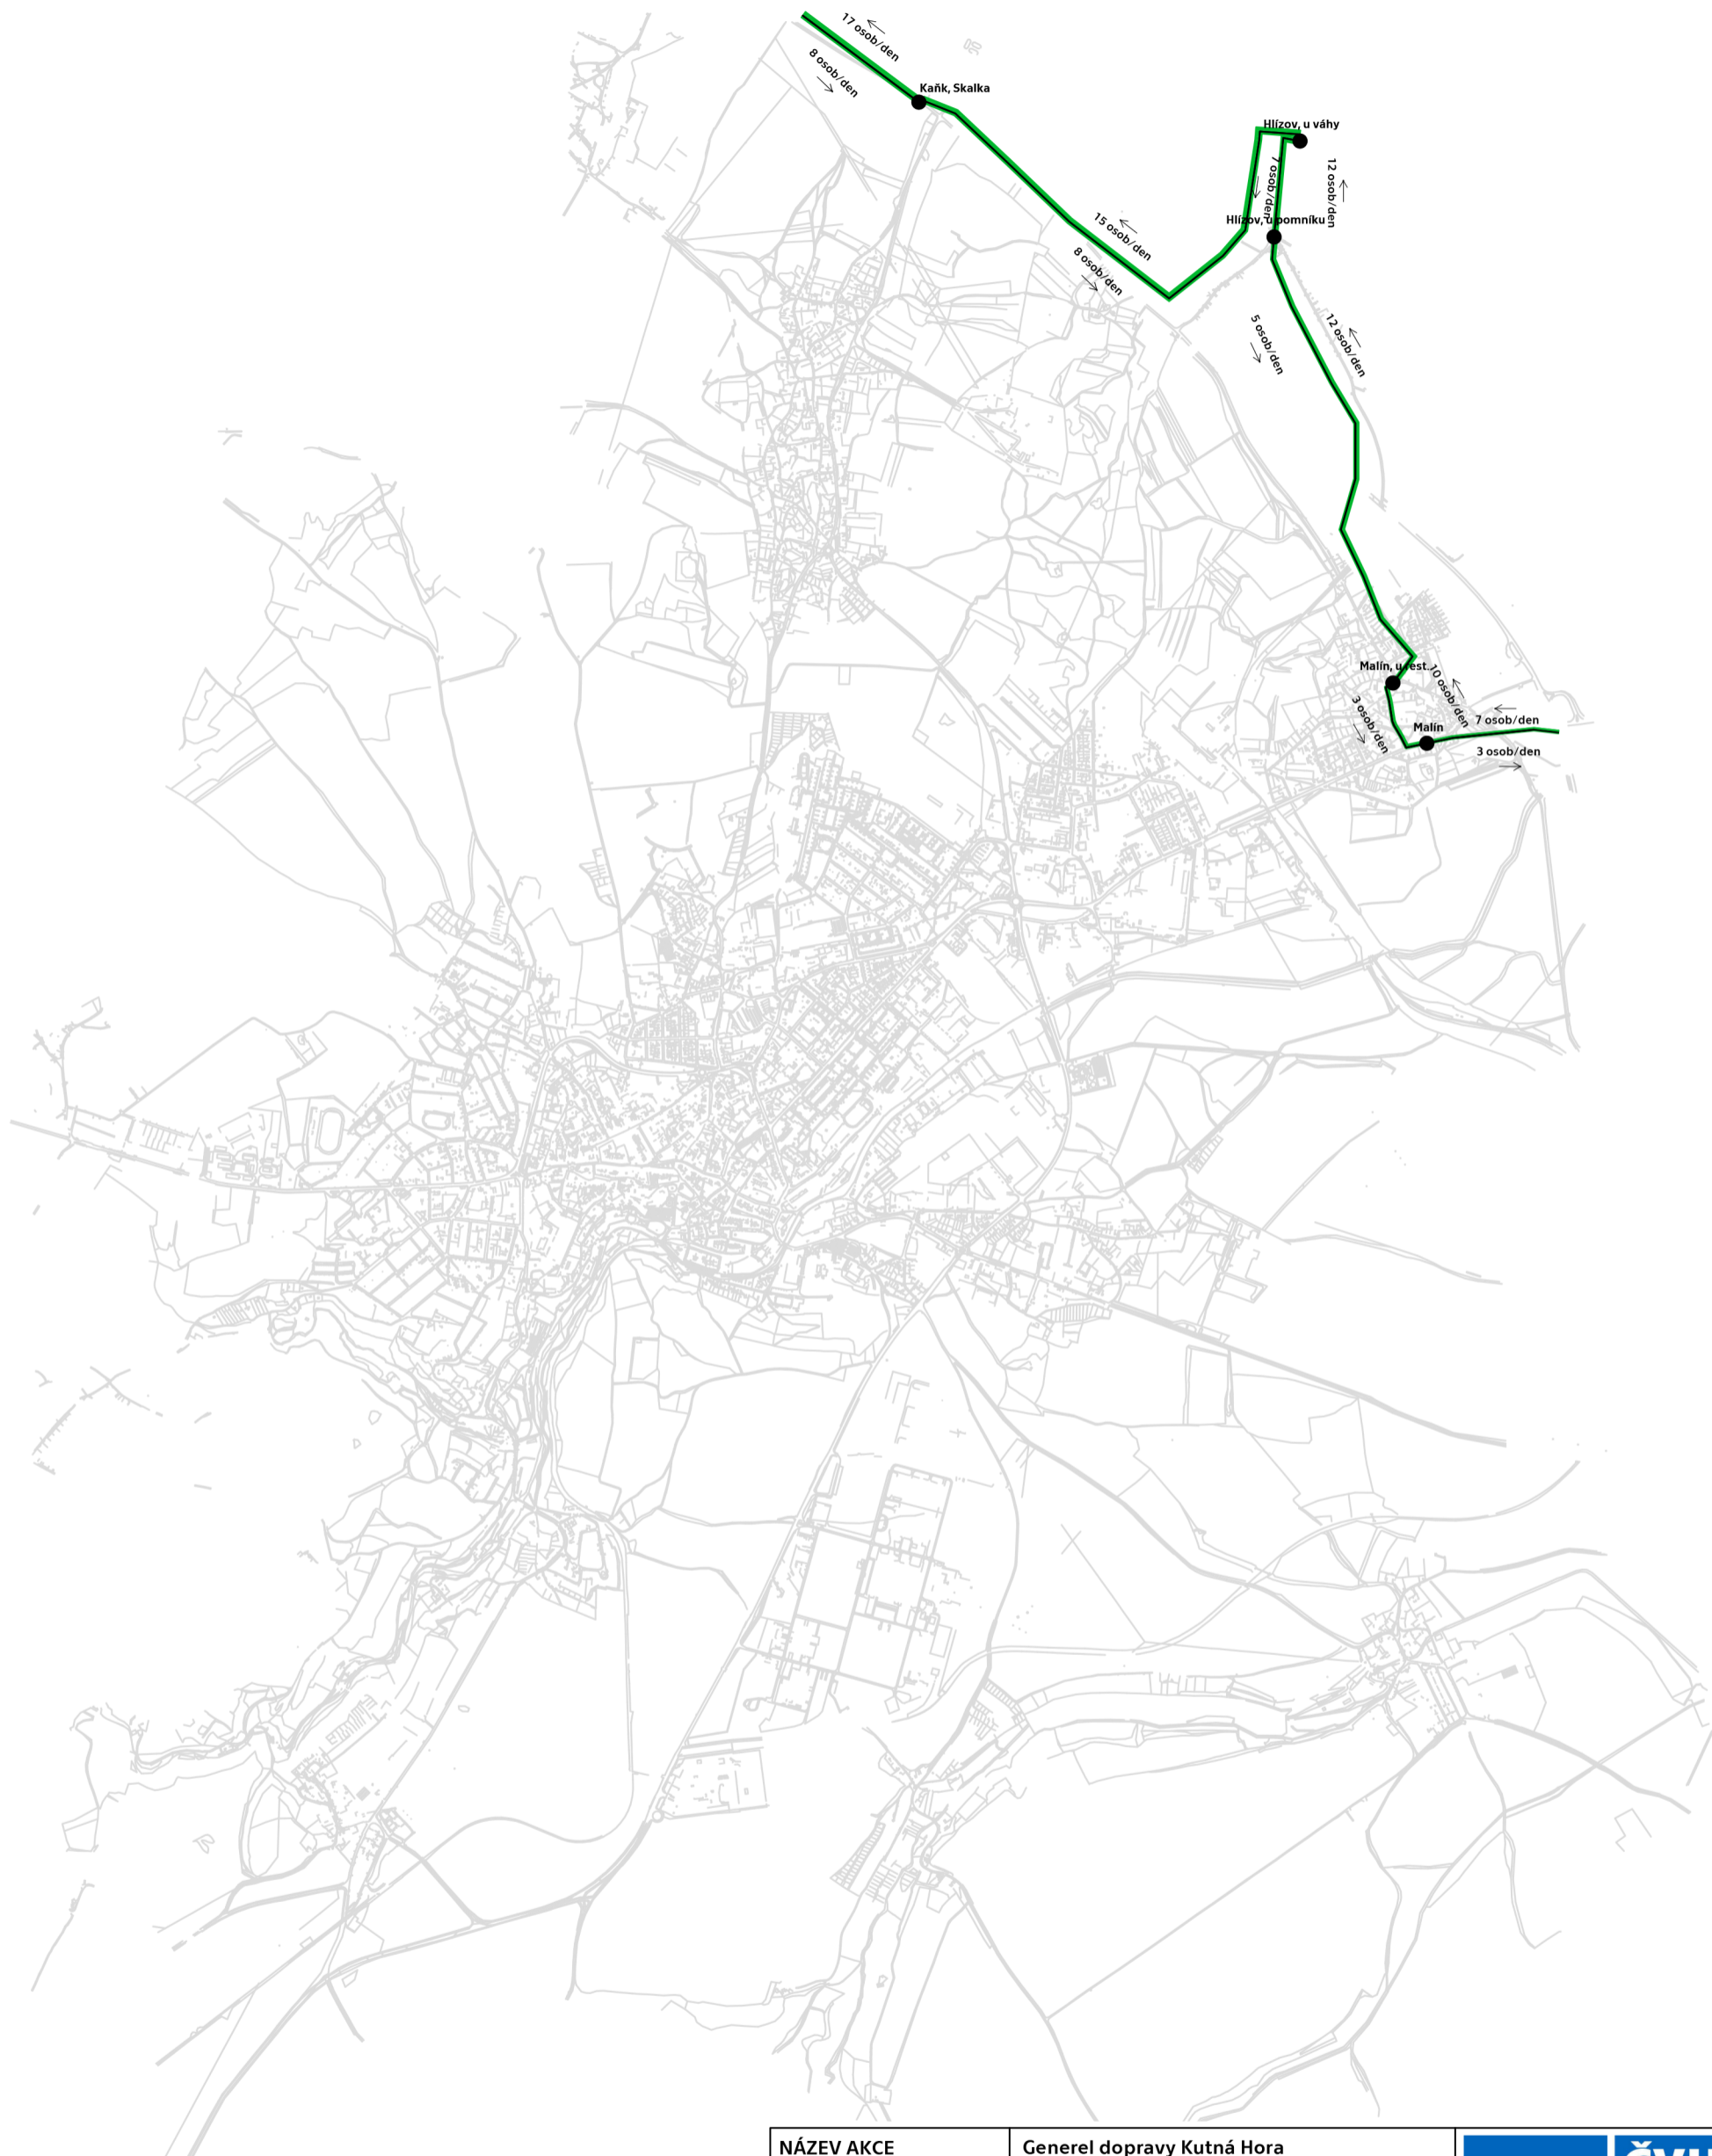 17 osob/den
8 osob/den
Kaňk, Skalka
Hlízov, u váhy
7 osob/den
12 osob/den
Hlízov, u pomníku
15 osob/den
8 osob/den
5 osob/den
12 osob/den
Malín, u rest.
10 osob/den
3 osob/den
Malín
7 osob/den
3 osob/den
NÁZEV AKCE
Generel dopravy Kutná Hora